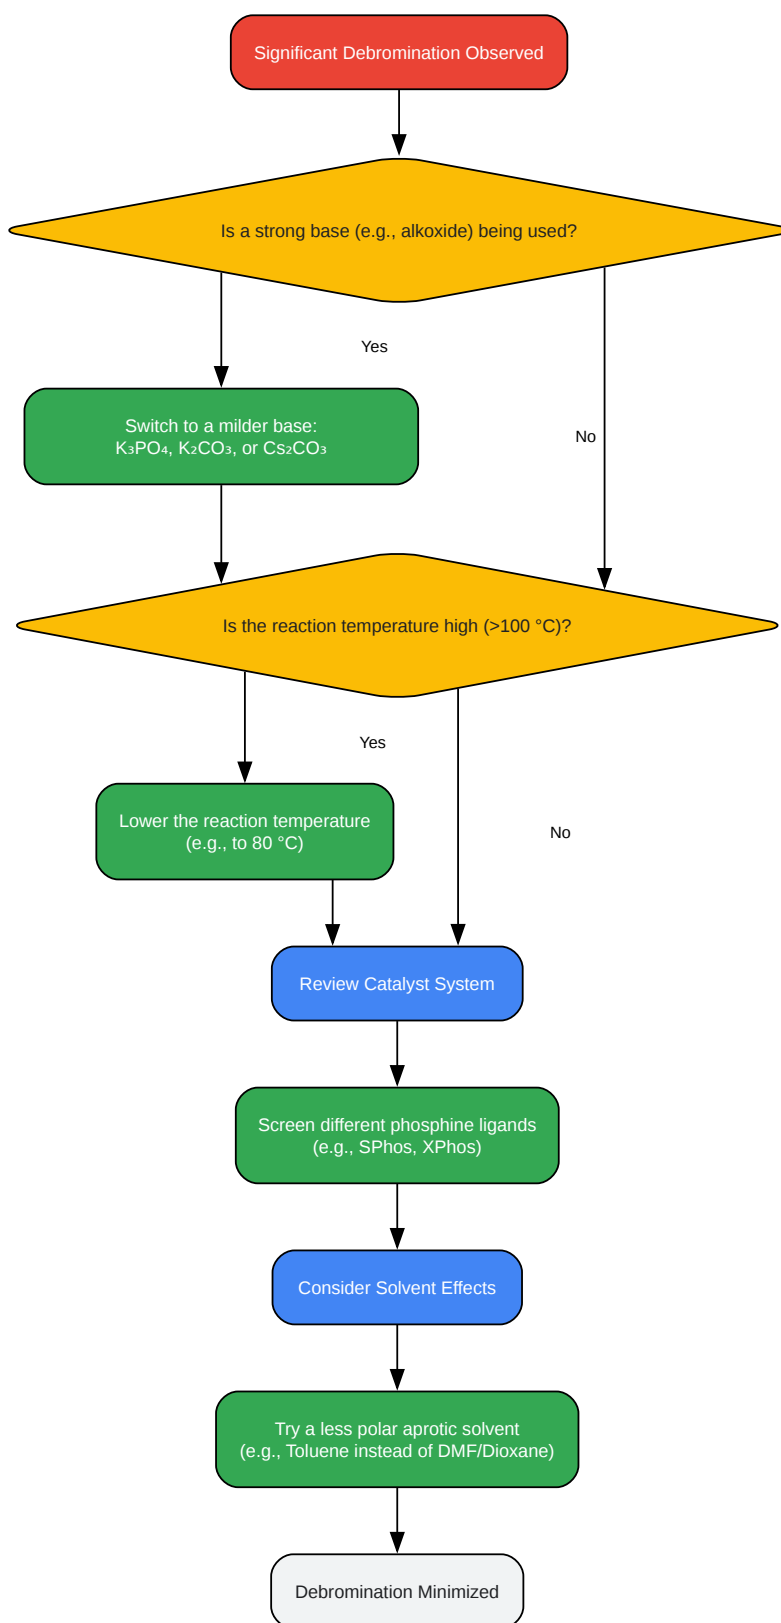 Significant Debromination Observed
Is a strong base (e.g., alkoxide) being used?
Yes
Switch to a milder base:
K₃PO₄, K₂CO₃, or Cs₂CO₃
No
Is the reaction temperature high (>100 °C)?
Yes
Lower the reaction temperature
(e.g., to 80 °C)
No
Review Catalyst System
Screen different phosphine ligands
(e.g., SPhos, XPhos)
Consider Solvent Effects
Try a less polar aprotic solvent
(e.g., Toluene instead of DMF/Dioxane)
Debromination Minimized